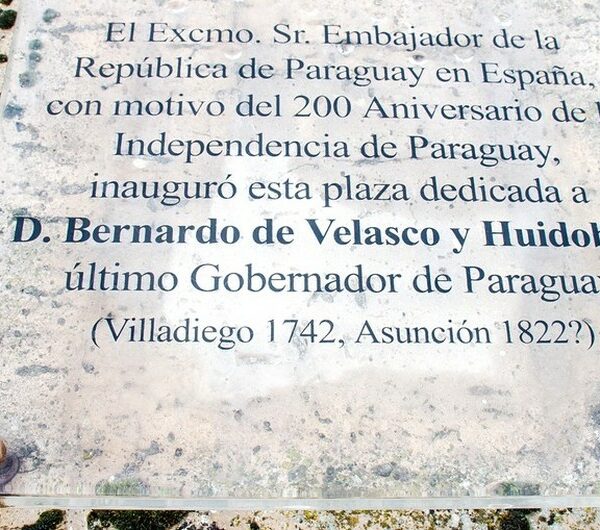 El Excmo. Sr. Embajador de la
República de Paraguay en España,
con motivo del 200 Aniversario de
Independencia de Paraguay,
inauguró esta plaza dedicada a
D. Bernardo de Velasco y Huidob
último Gobernador de Paraguay
(Villadiego 1742, Asunción 1822?)